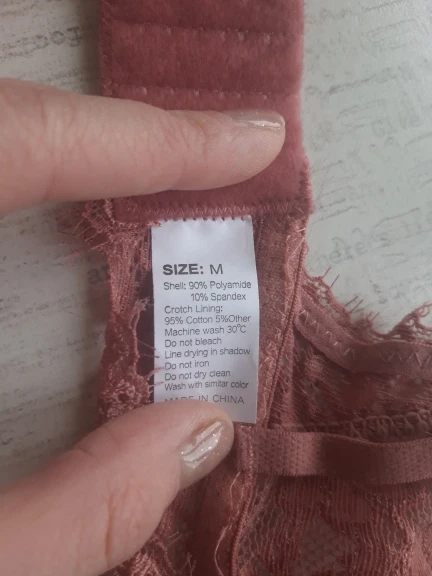 SIZE: M
Shell: 90% Polyamide
10% Spandex
Crotch Lining:
95% Cotton 5%Other
Machine wash 30°C
Do not bleach
Line drying in shadow
Do not iron
Do not dry clean
Wash with similar color
MADE IN CHINA